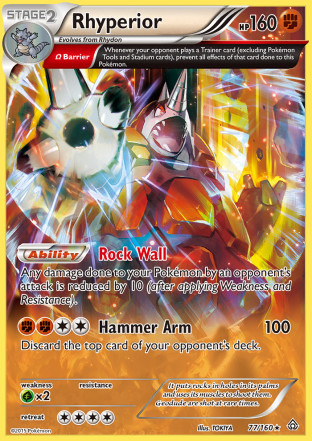 STAGE2
Rhyperior
HP160
Evolves from Rhydon
Ω Barrier
Whenever your opponent plays a Trainer card (excluding Pokémon
Tools and Stadium cards), prevent all effects of that card done to this
Pokémon.
Ability
Rock Wall
Any damage done to your Pokémon by an opponent's
attack is reduced by 10 (after applying Weakness and
Resistance).
Hammer Arm 100
Discard the top card of your opponent's deck.
weakness
resistance
×2
retreat
It puts rocks in holes in its palms
and uses its muscles to shoot them.
Geodude are shot at rare times.
©2015 Pokémon
Illus. TOKIYA
77/160